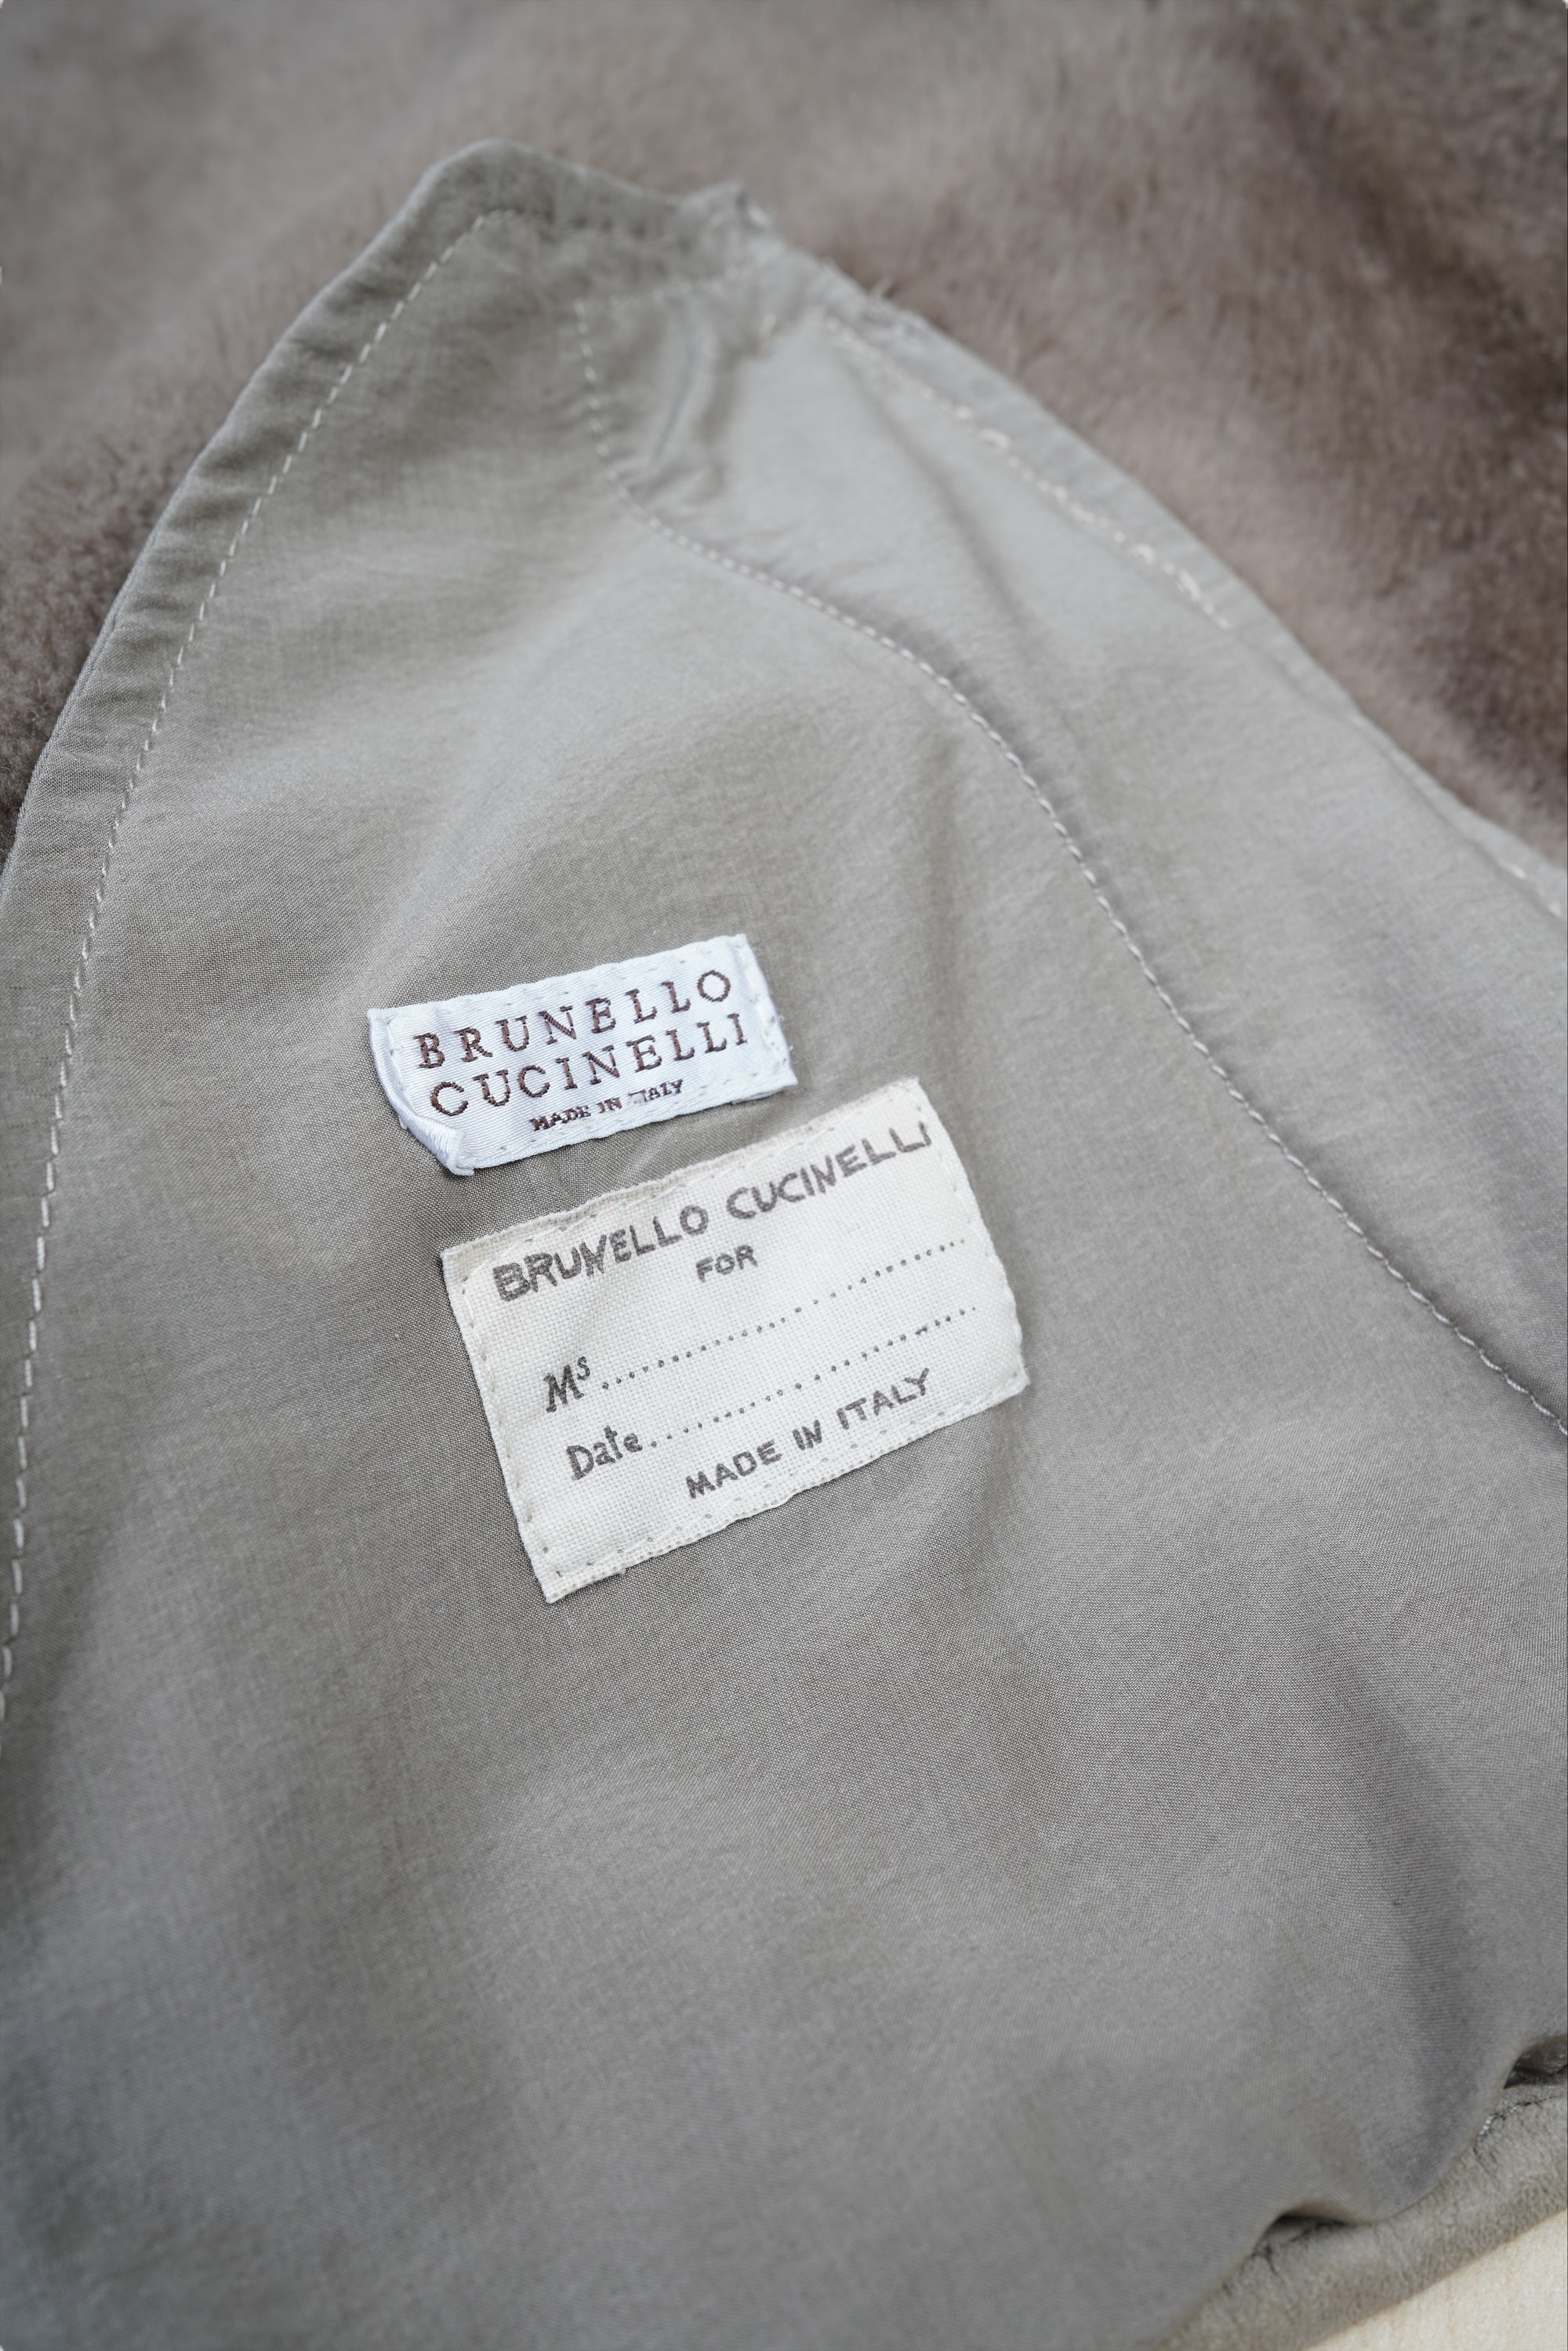 BRUNELLO
CUCINELLI
MADE IN ITALY
BRUNELLO CUCINELLI
FOR
Ms....................................
Date....................................
MADE IN ITALY